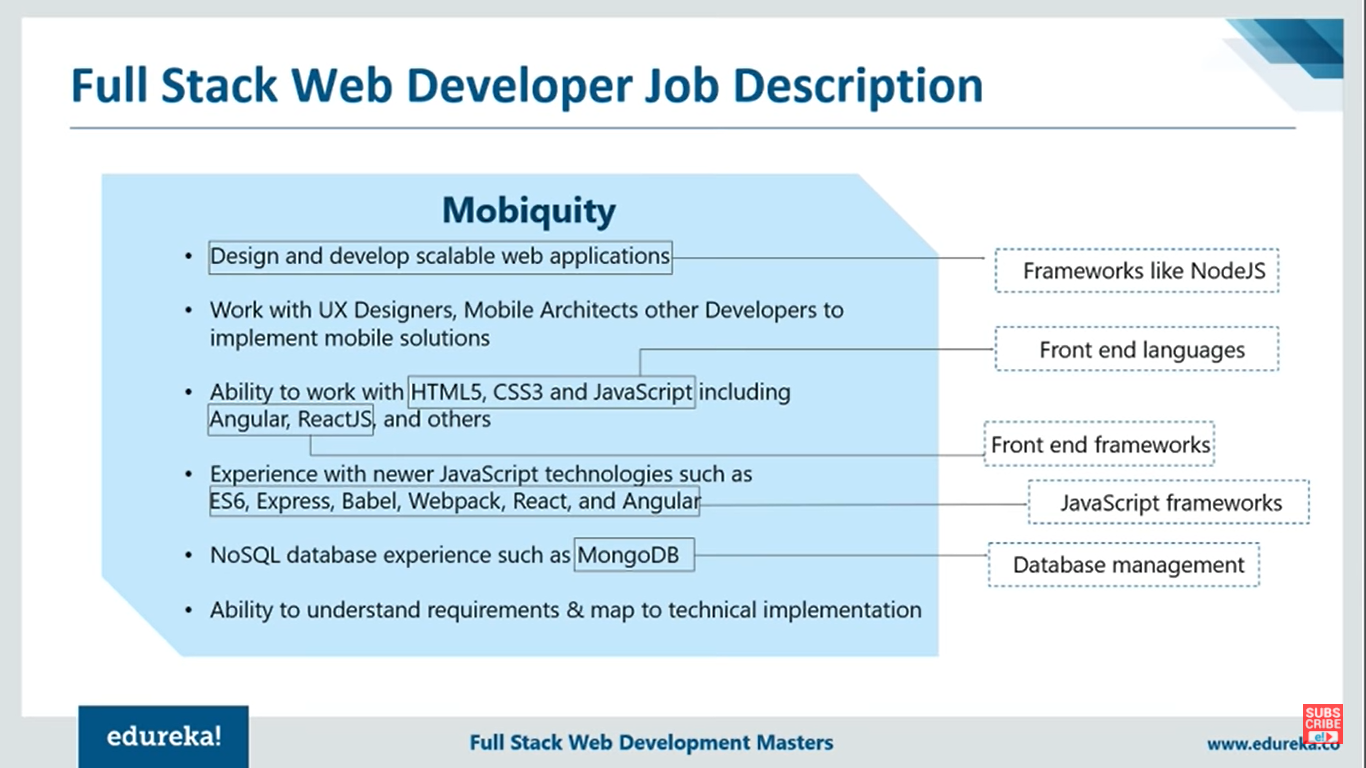 Full Stack Web Developer Job Description
Mobiquity
• Design and develop scalable web applications
Frameworks like NodeJS
• Work with UX Designers, Mobile Architects other Developers to
implement mobile solutions
Front end languages
• Ability to work with HTML5, CSS3 and JavaScript including
Angular, ReactJS, and others
Front end frameworks
• Experience with newer JavaScript technologies such as
ES6, Express, Babel, Webpack, React, and Angular
JavaScript frameworks
• NoSQL database experience such as MongoDB
Database management
• Ability to understand requirements & map to technical implementation
edureka!
Full Stack Web Development Masters
www.edureka.co
SUBS
CRIBE
e!